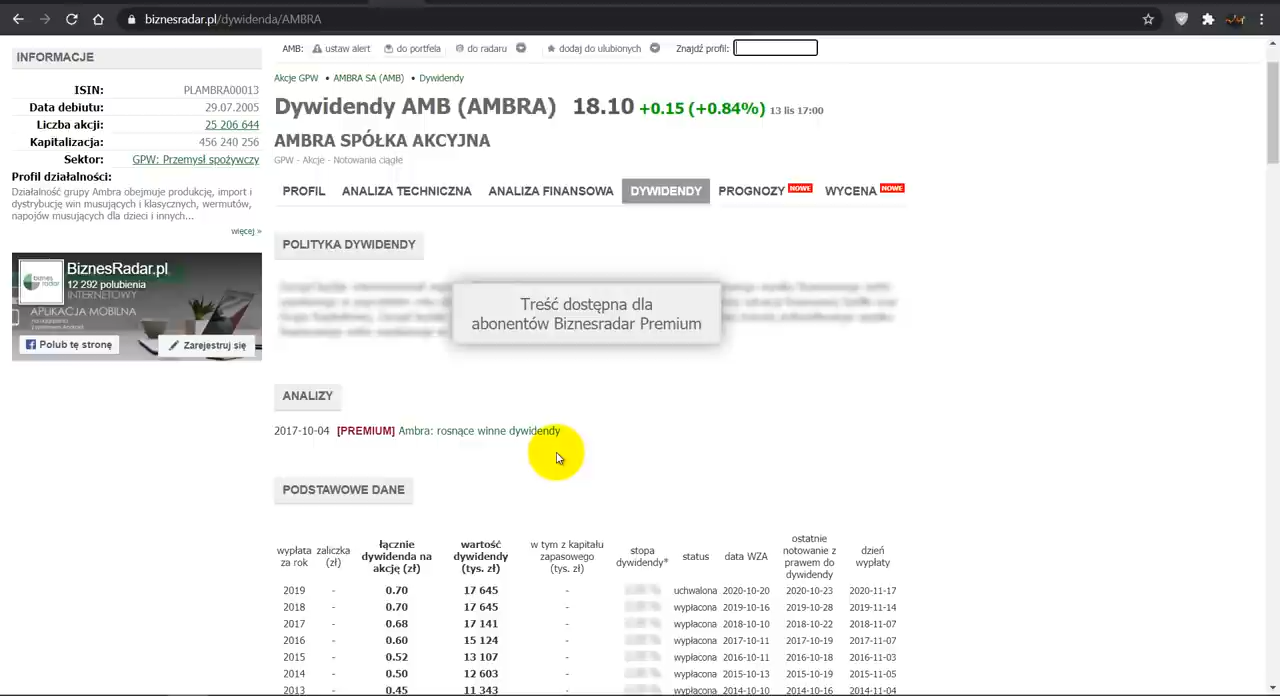 biznesradar.pl/dywidenda/AMBRA
INFORMACJE
ISIN: PLAMBRA00013
Data debiutu: 29.07.2005
Liczba akcji: 25 206 644
Kapitalizacja: 456 240 256
Sektor: GPW: Przemysł spożywczy
Profil działalności:
Działalność grupy Ambra obejmuje produkcję, import i
dystrybucję win musujących i klasycznych, wermutów,
napojów musujących dla dzieci i innych...
więcej »
biznes radar
BiznesRadar.pl
12 292 polubienia
INTERNETOWY
APLIKACJA MOBILNA
Polub tę stronę
Zarejestruj się
AMB: ustaw alert do portfela do radaru dodaj do ulubionych Znajdź profil:
Akcje GPW • AMBRA SA (AMB) • Dywidendy
Dywidendy AMB (AMBRA) 18.10 +0.15 (+0.84%) 13 lis 17:00
AMBRA SPÓŁKA AKCYJNA
GPW - Akcje - Notowania ciągłe
PROFIL ANALIZA TECHNICZNA ANALIZA FINANSOWA DYWIDENDY PROGNOZY NOWE WYCENA NOWE
POLITYKA DYWIDENDY
Treść dostępna dla
abonentów Biznesradar Premium
ANALIZY
2017-10-04 [PREMIUM] Ambra: rosnące winne dywidendy
PODSTAWOWE DANE
wypłata za rok zaliczka (zł) łącznie dywidenda na akcję (zł) wartość dywidendy (tys. zł) w tym z kapitału zapasowego (tys. zł) stopa dywidendy* status data WZA ostatnie notowanie z prawem do dywidendy dzień wypłaty
2019 - 0.70 17 645 - uchwalona 2020-10-20 2020-10-23 2020-11-17
2018 - 0.70 17 645 - wypłacona 2019-10-16 2019-10-28 2019-11-14
2017 - 0.68 17 141 - wypłacona 2018-10-10 2018-10-22 2018-11-07
2016 - 0.60 15 124 - wypłacona 2017-10-11 2017-10-19 2017-11-07
2015 - 0.52 13 107 - wypłacona 2016-10-11 2016-10-18 2016-11-03
2014 - 0.50 12 603 - wypłacona 2015-10-13 2015-10-19 2015-11-05
2013 - 0.45 11 343 - wypłacona 2014-10-10 2014-10-16 2014-11-04